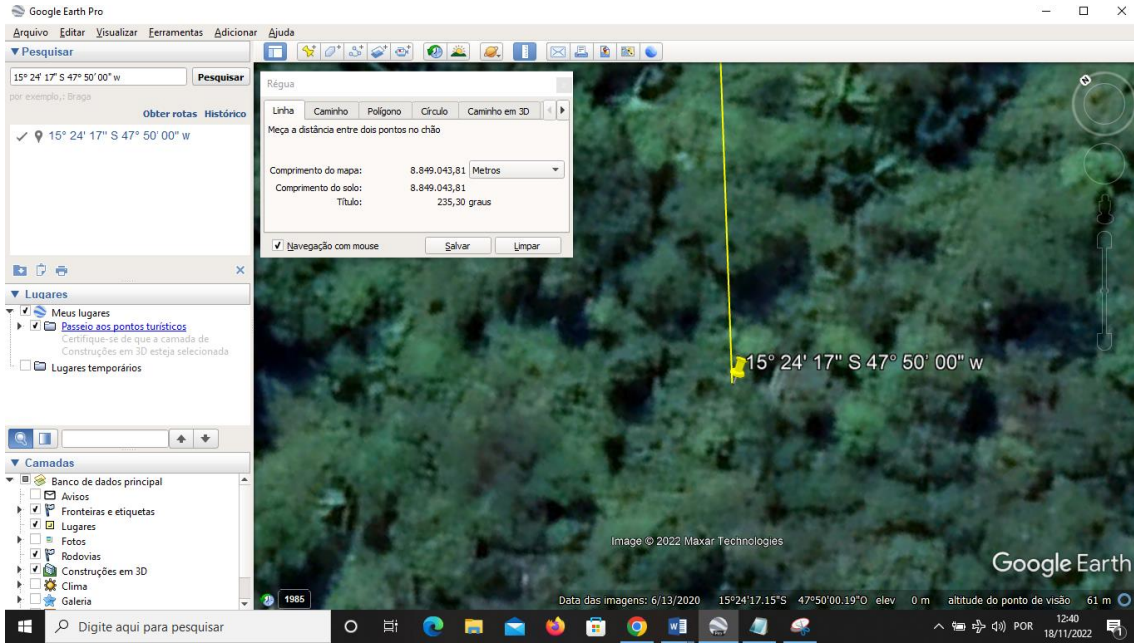 Google Earth Pro
Arquivo Editar Visualizar Ferramentas Adicionar Ajuda
Pesquisar
15° 24' 17" S 47° 50' 00" w
Pesquisar
por exemplo,: Braga
Obter rotas Histórico
15° 24' 17" S 47° 50' 00" w
Lugares
Meus lugares
Passeio aos pontos turísticos
Certifique-se de que a camada de
Construções em 3D esteja selecionada
Lugares temporários
Camadas
Banco de dados principal
Avisos
Fronteiras e etiquetas
Lugares
Fotos
Rodovias
Construções em 3D
Clima
Galeria
Régua
Linha Caminho Polígono Círculo Caminho em 3D
Meça a distância entre dois pontos no chão
Comprimento do mapa: 8.849.043,81 Metros
Comprimento do solo: 8.849.043,81
Título: 235,30 graus
Navegação com mouse Salvar Limpar
15° 24' 17" S 47° 50' 00" w
Image © 2022 Maxar Technologies
Google Earth
1985
Data das imagens: 6/13/2020 15°24'17.15"S 47°50'00.19"O elev 0 m altitude do ponto de visão 61 m
Digite aqui para pesquisar
POR
12:40
18/11/2022